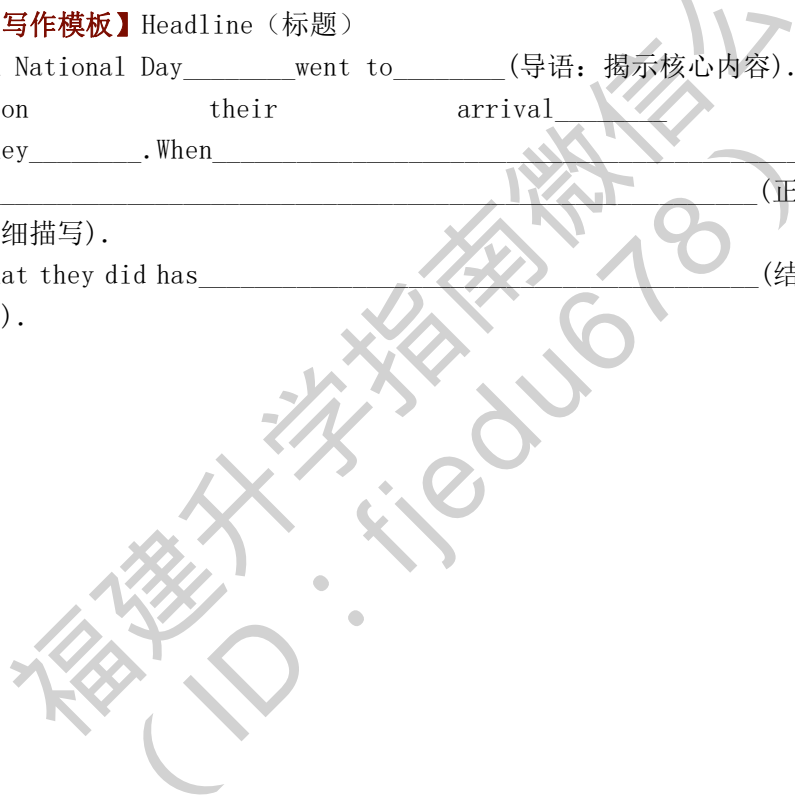 写作模板】Headline（标题）
National Day________went to________(导语：揭示核心内容).
on their arrival________
ey________.When__________________________________________
______________________________________________________(正
细描写).
at they did has________________________________________(结
).
福建升学指南微信公
（ID：fjedu678）